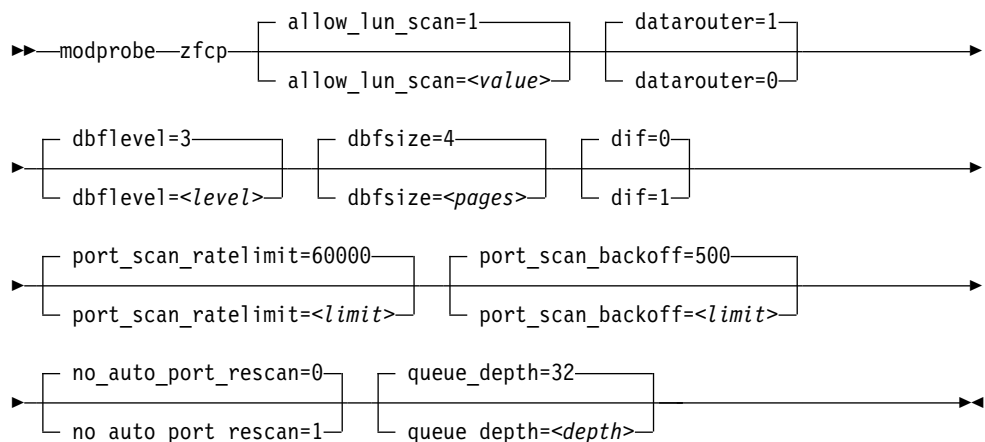 allow_lun_scan=1 datarouter=1
modprobe zfcp
allow_lun_scan=<value> datarouter=0
dbflevel=3 dbfsize=4 dif=0
dbflevel=<level> dbfsize=<pages> dif=1
port_scan_ratelimit=60000 port_scan_backoff=500
port_scan_ratelimit=<limit> port_scan_backoff=<limit>
no_auto_port_rescan=0 queue_depth=32
no_auto_port_rescan=1 queue_depth=<depth>